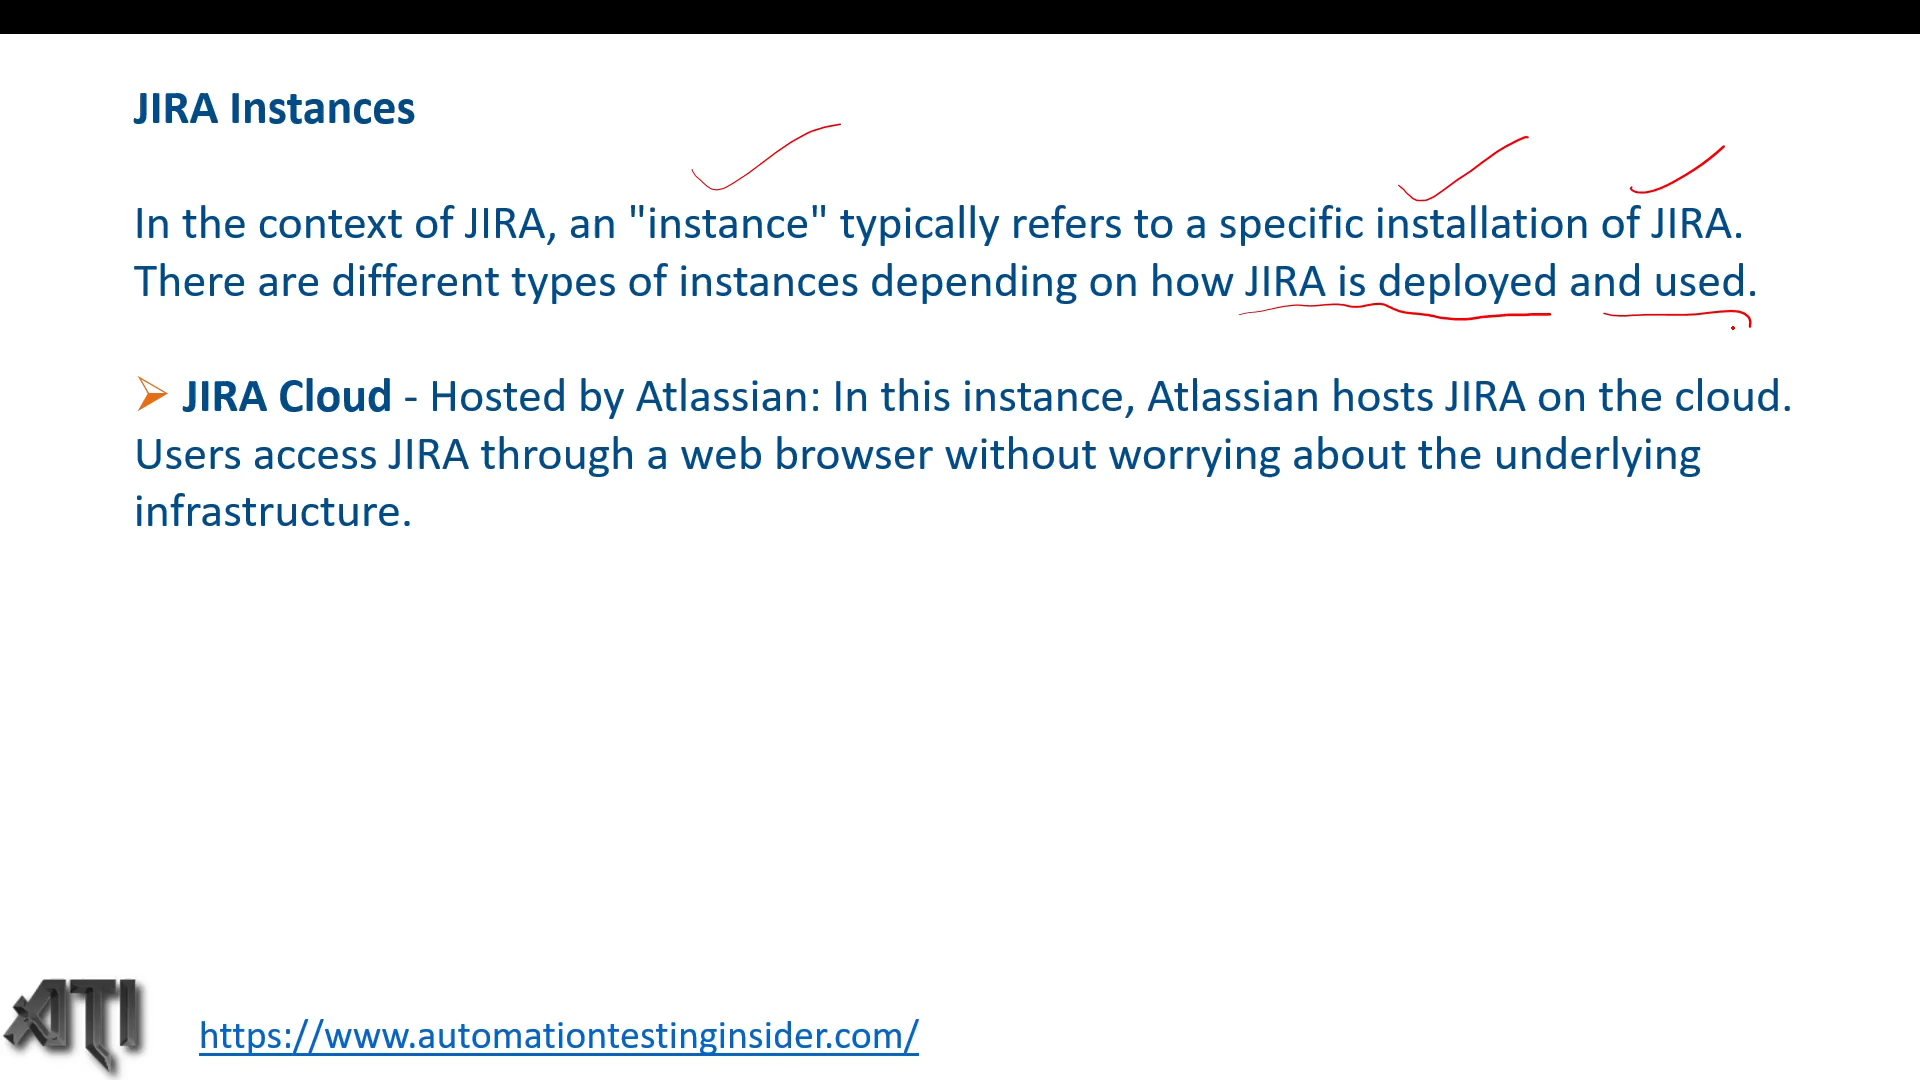 JIRA Instances
In the context of JIRA, an "instance" typically refers to a specific installation of JIRA.
There are different types of instances depending on how JIRA is deployed and used.
JIRA Cloud - Hosted by Atlassian: In this instance, Atlassian hosts JIRA on the cloud.
Users access JIRA through a web browser without worrying about the underlying
infrastructure.
ATI
https://www.automationtestinginsider.com/